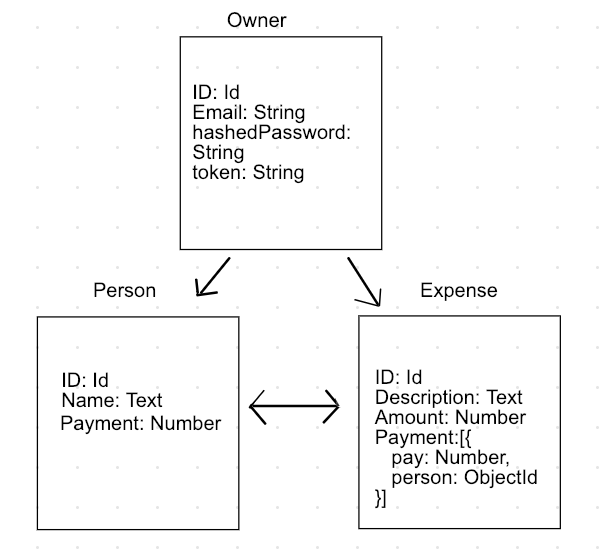 Owner
ID: Id
Email: String
hashedPassword:
String
token: String
Person
Expense
ID: Id
Name: Text
Payment: Number
ID: Id
Description: Text
Amount: Number
Payment:[{
pay: Number,
person: ObjectId
}]